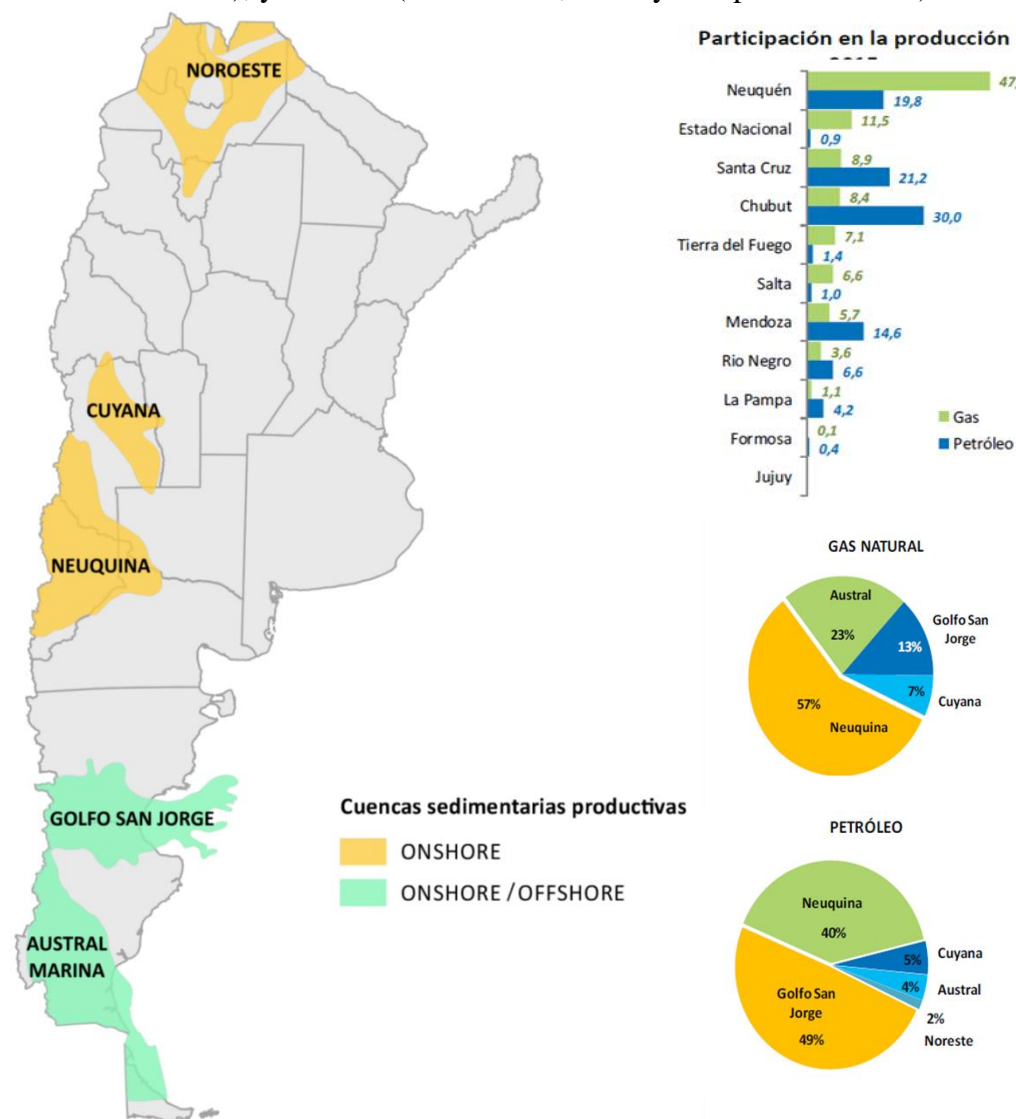 NOROESTE
CUYANA
NEUQUINA
GOLFO SAN JORGE
AUSTRAL
MARINA
Cuencas sedimentarias productivas
ONSHORE
ONSHORE / OFFSHORE
Participación en la producción
Neuquén
47,
19,8
Estado Nacional
11,5
0,9
Santa Cruz
8,9
21,2
Chubut
8,4
30,0
Tierra del Fuego
7,1
1,4
Salta
6,6
1,0
Mendoza
5,7
14,6
Rio Negro
3,6
6,6
La Pampa
1,1
4,2
Formosa
0,1
0,4
Jujuy
Gas
Petróleo
GAS NATURAL
Austral
23%
Golfo San
Jorge
13%
7%
Cuyana
57%
Neuquina
PETRÓLEO
Neuquina
40%
5%
Cuyana
4%
Austral
2%
Noreste
Golfo San
Jorge
49%